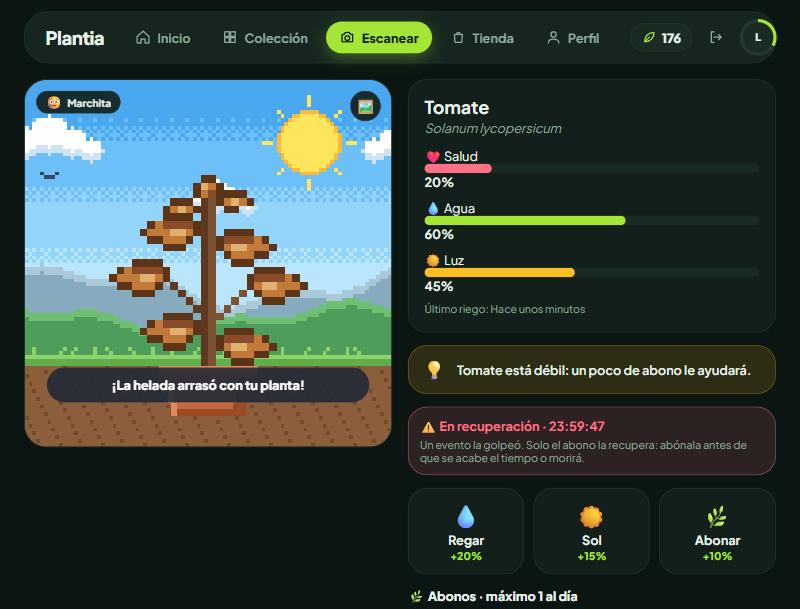 Plantia
Inicio
Colección
Escanear
Tienda
Perfil
176
L
Marchita
¡La helada arrasó con tu planta!
Tomate
Solanum lycopersicum
Salud
20%
Agua
60%
Luz
45%
Último riego: Hace unos minutos
Tomate está débil: un poco de abono le ayudará.
En recuperación · 23:59:47
Un evento la golpeó. Solo el abono la recupera: abónala antes de
que se acabe el tiempo o morirá.
Regar
+20%
Sol
+15%
Abonar
+10%
Abonos · máximo 1 al día